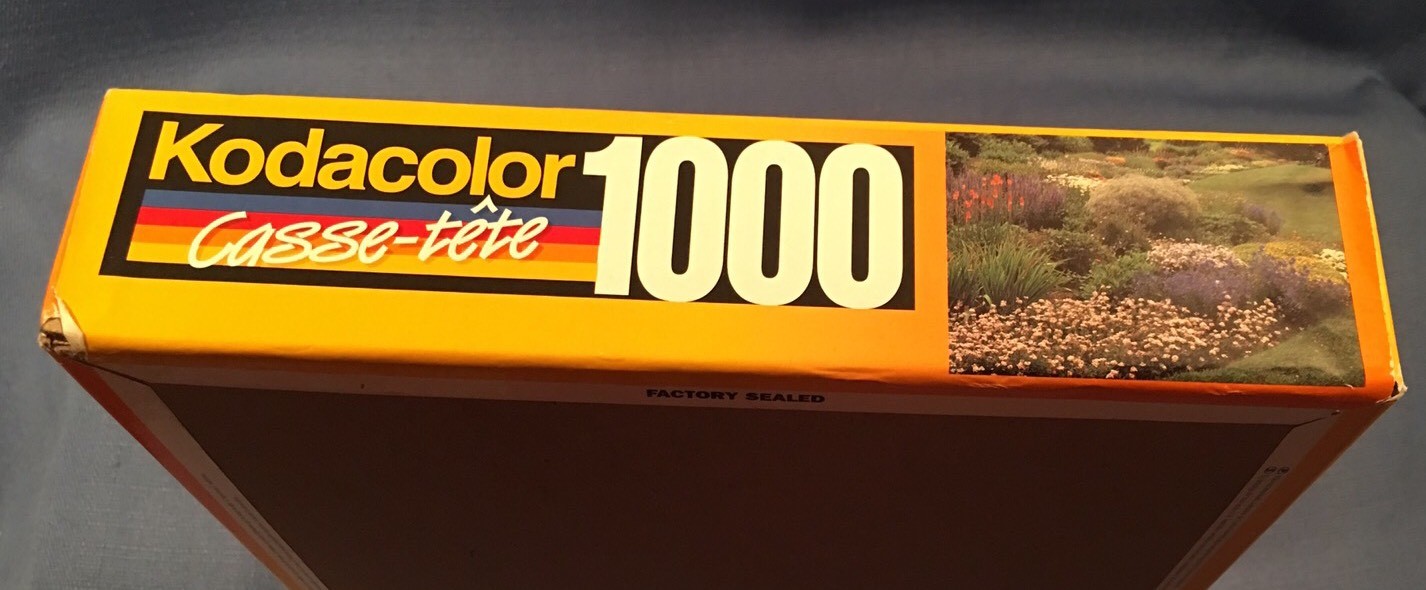 Kodacolor
Casse-tête
1000
FACTORY SEALED